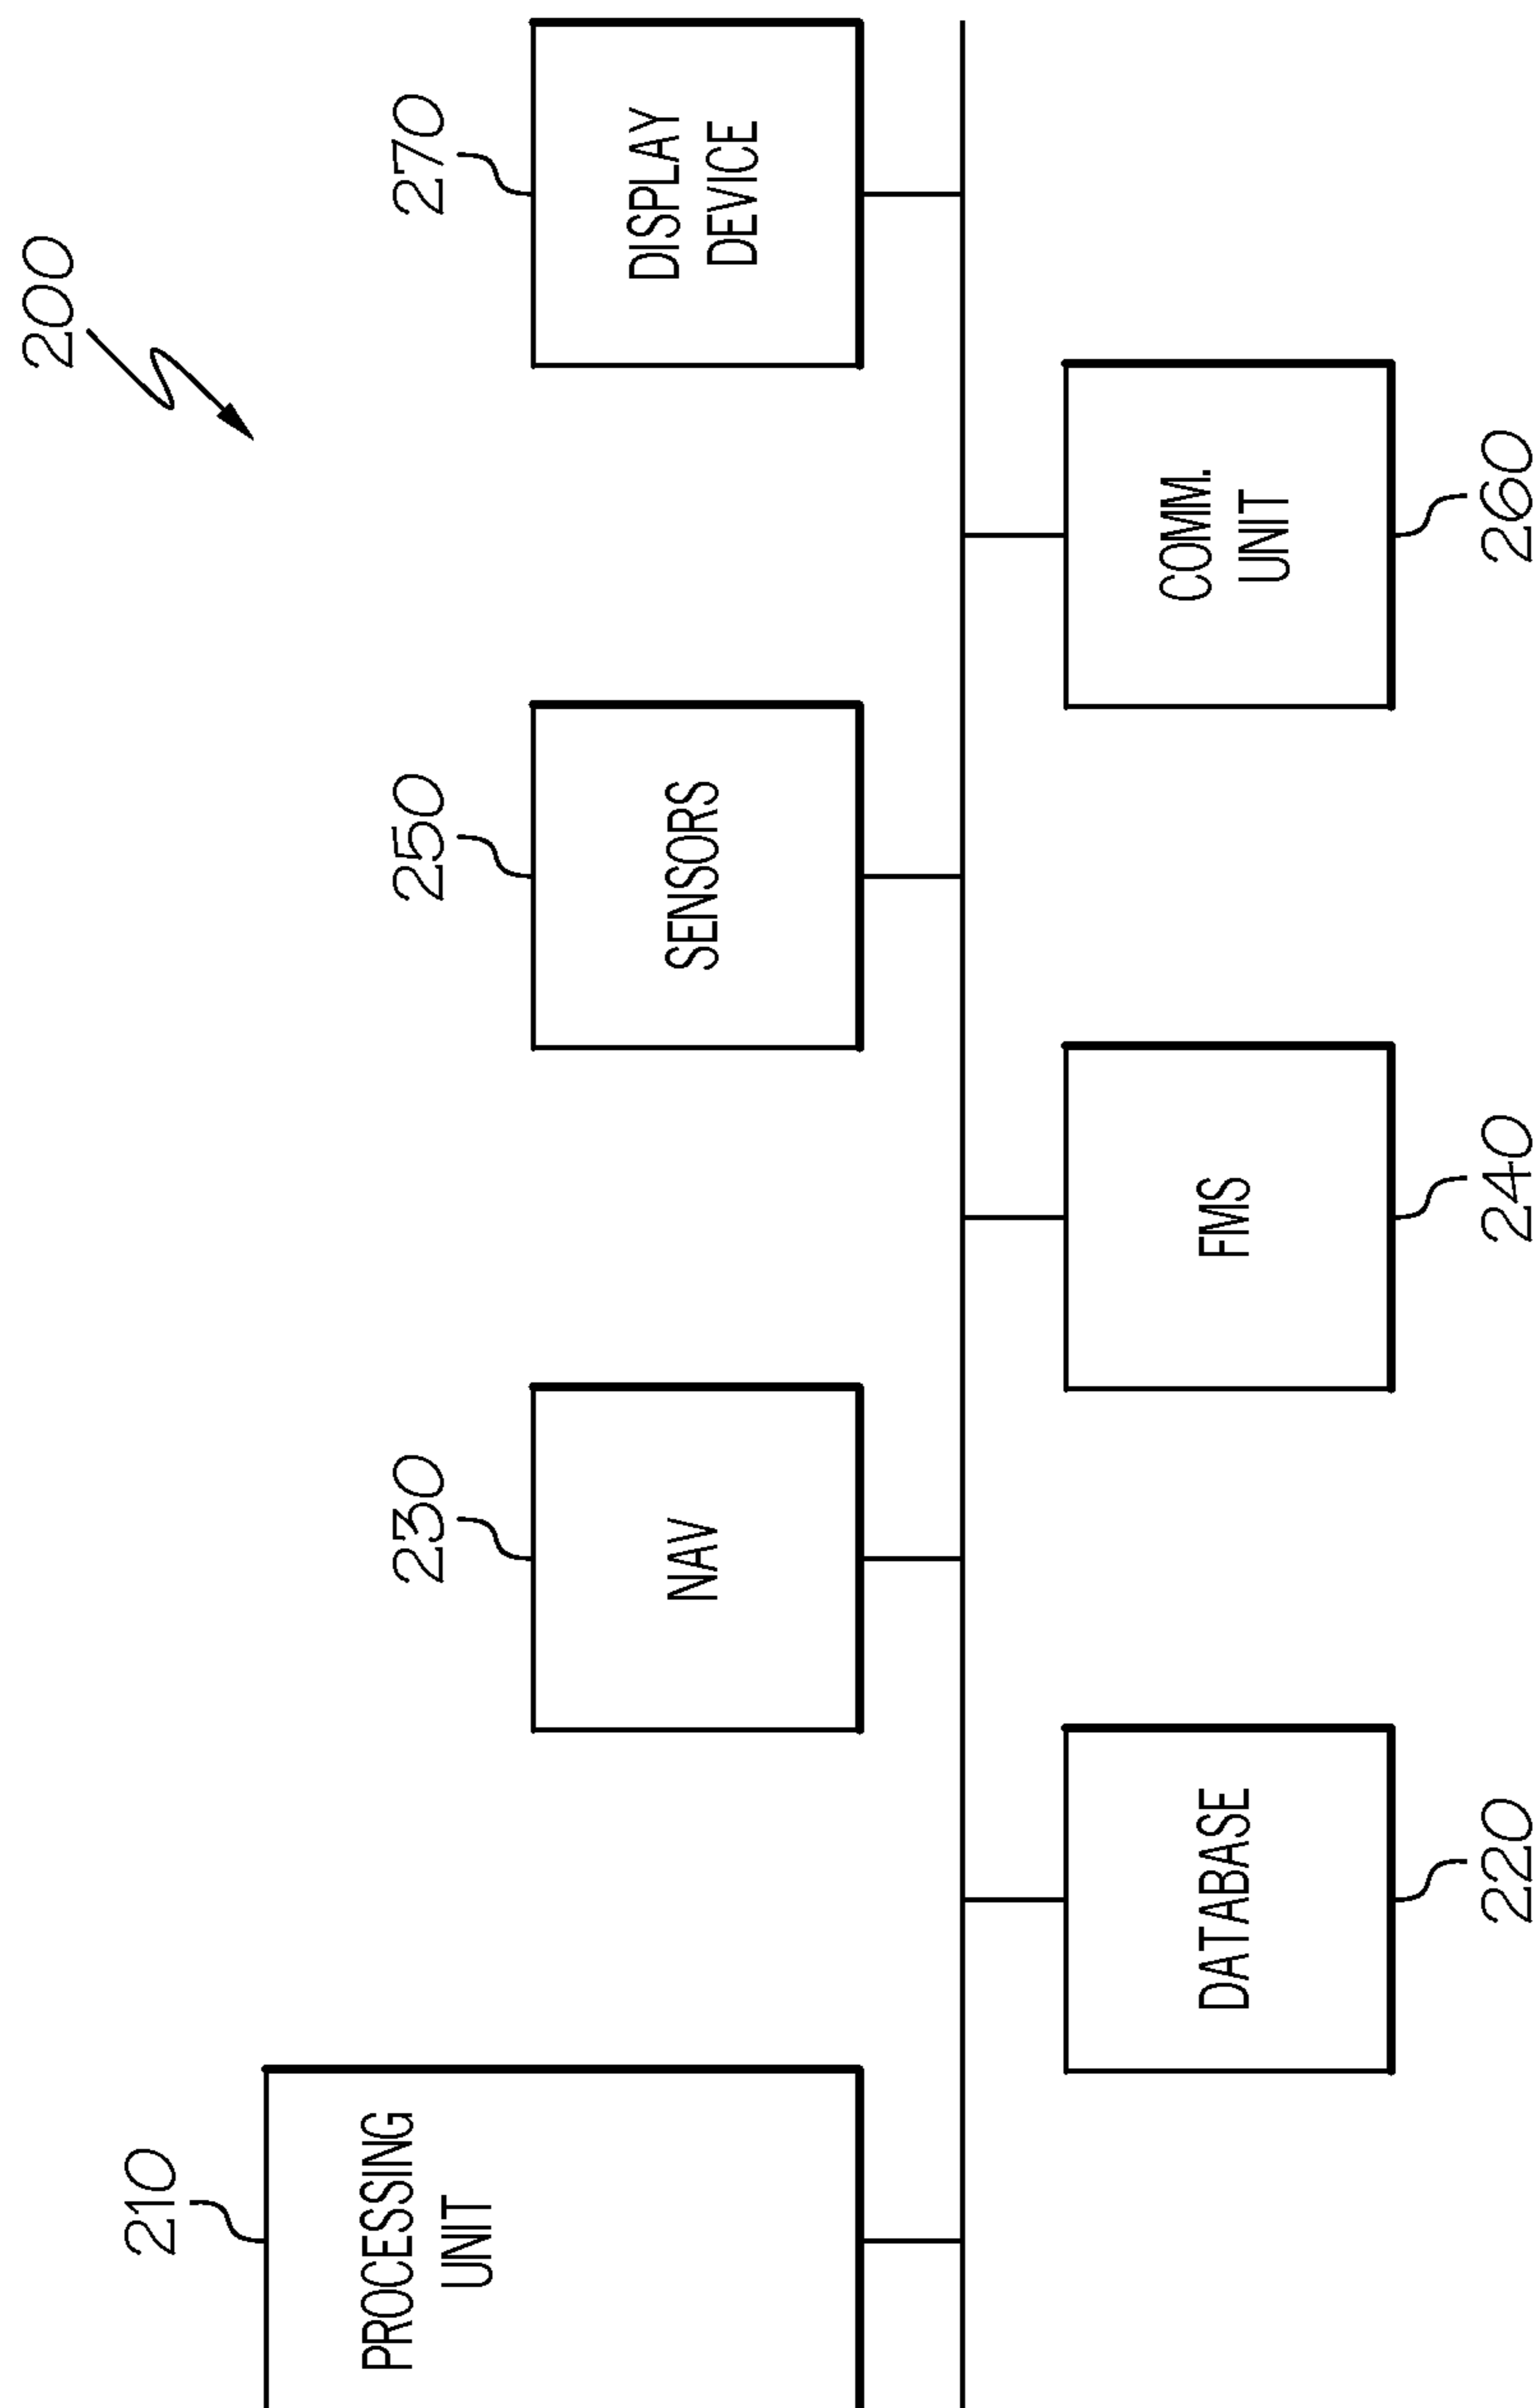 200
210
PROCESSING
UNIT
230
NAV
250
SENSORS
270
DISPLAY
DEVICE
DATABASE
220
FMS
240
COMM.
UNIT
260